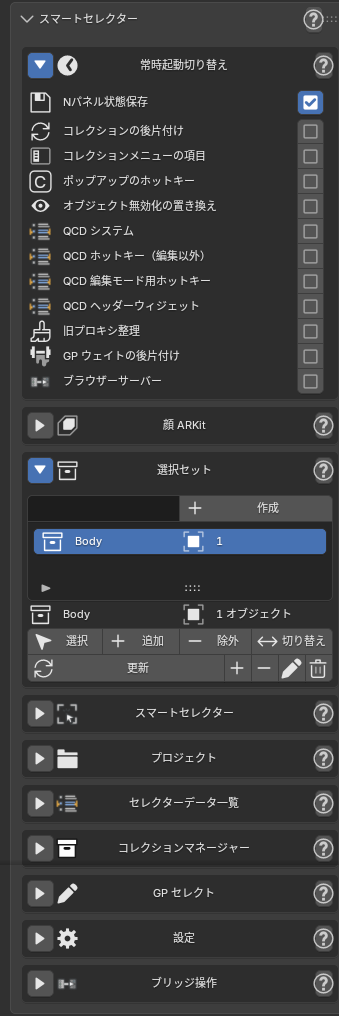 スマートセレクター
常時起動切り替え
Nパネル状態保存
コレクションの後片付け
コレクションメニューの項目
ポップアップのホットキー
オブジェクト無効化の置き換え
QCD システム
QCD ホットキー（編集以外）
QCD 編集モード用ホットキー
QCD ヘッダーウィジェット
旧プロキシ整理
GP ウェイトの後片付け
ブラウザーサーバー
顔 ARKit
選択セット
作成
Body 1
Body 1 オブジェクト
選択 追加 除外 切り替え
更新
スマートセレクター
プロジェクト
セレクターデータ一覧
コレクションマネージャー
GP セレクト
設定
ブリッジ操作